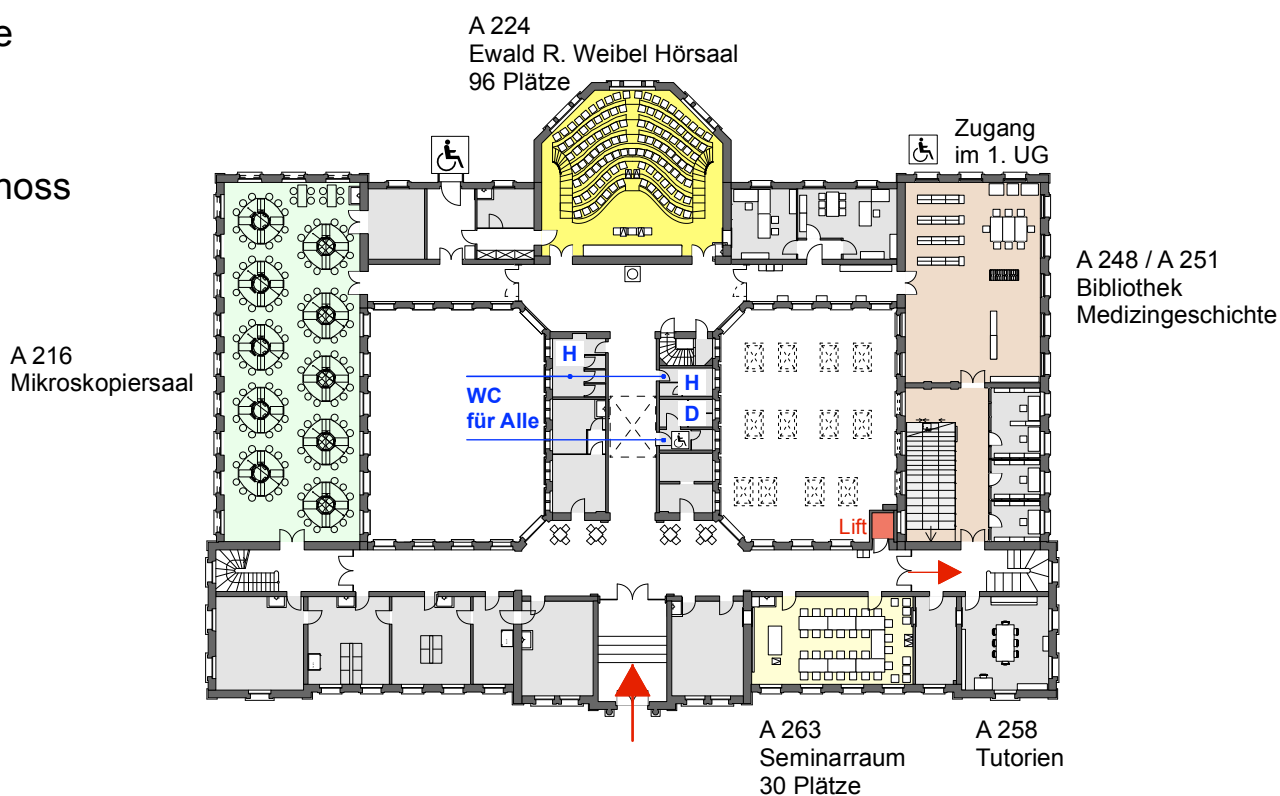 e
hoss
A 224
Ewald R. Weibel Hörsaal
96 Plätze
Zugang
im 1. UG
A 248 / A 251
Bibliothek
Medizingeschichte
A 216
Mikroskopiersaal
H
H
WC
für Alle
D
Lift
A 263
Seminarraum
30 Plätze
A 258
Tutorien